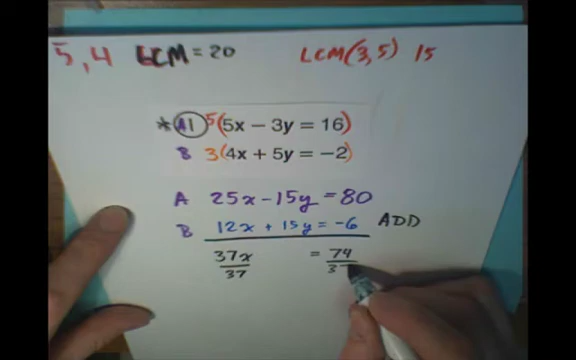 5, 4 LCM = 20 LCM(3,5) 15
* A1 5(5x − 3y = 16)
B 3(4x + 5y = −2)
A 25x − 15y = 80
B 12x + 15y = −6 ADD
37x = 74
37 37